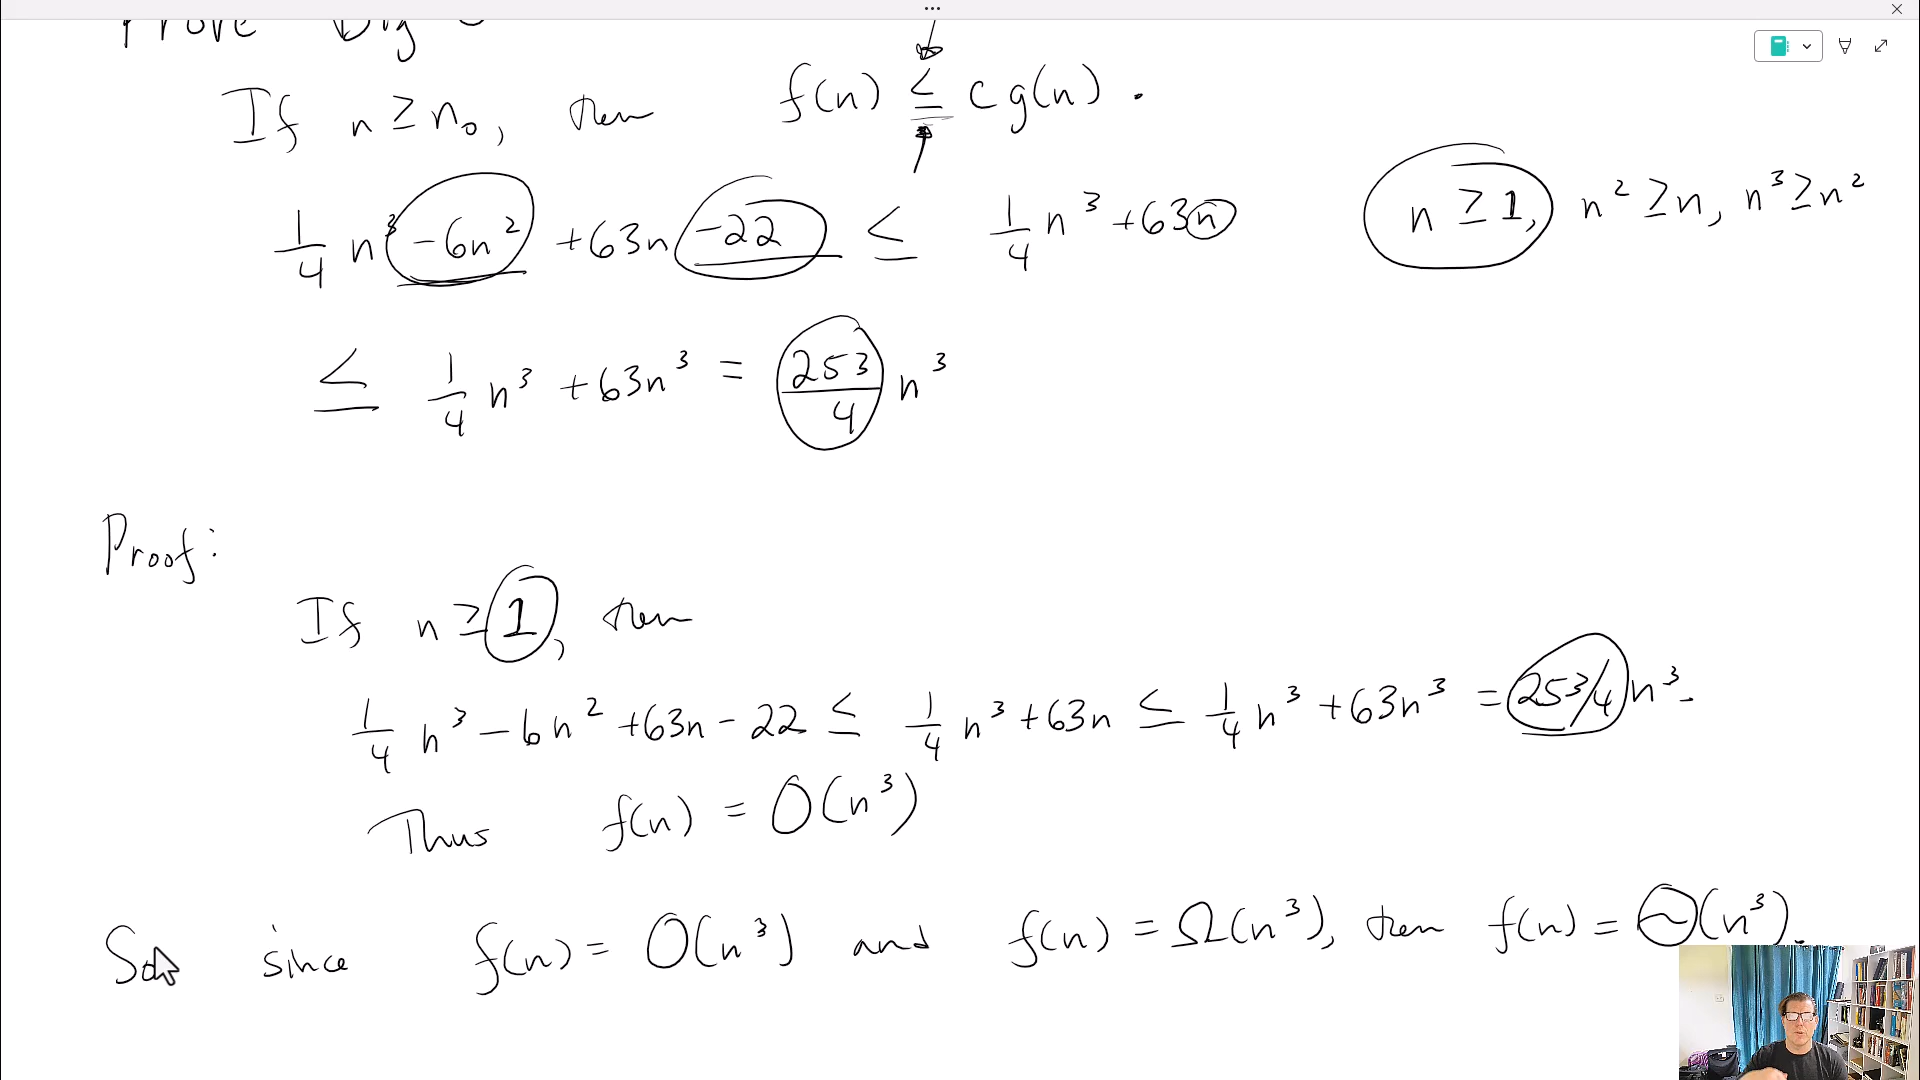 Prove Big O
If n ≥ n₀, then f(n) ≤ c g(n).
1/4 n³ -6n² +63n -22 ≤ 1/4 n³ +63n n ≥ 1, n² ≥ n, n³ ≥ n²
≤ 1/4 n³ +63n³ = 253/4 n³
Proof:
If n ≥ 1, then
1/4 n³ - 6n² +63n - 22 ≤ 1/4 n³ +63n ≤ 1/4 n³ +63n³ = 253/4 n³.
Thus f(n) = O(n³)
So since f(n) = O(n³) and f(n) = Ω(n³), then f(n) = Θ(n³).